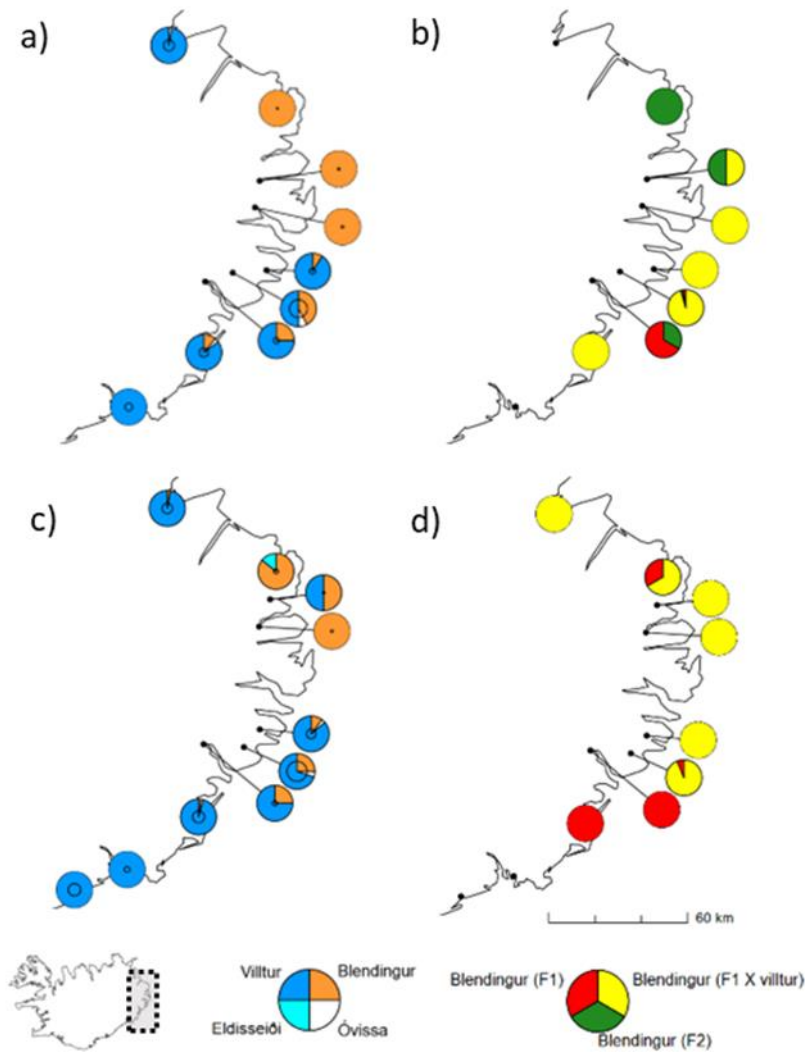 a)
b)
c)
d)
60 km
Villtur
Blendingur
Eldisseiði
Óvissa
Blendingur (F1)
Blendingur (F1 X villtur)
Blendingur (F2)